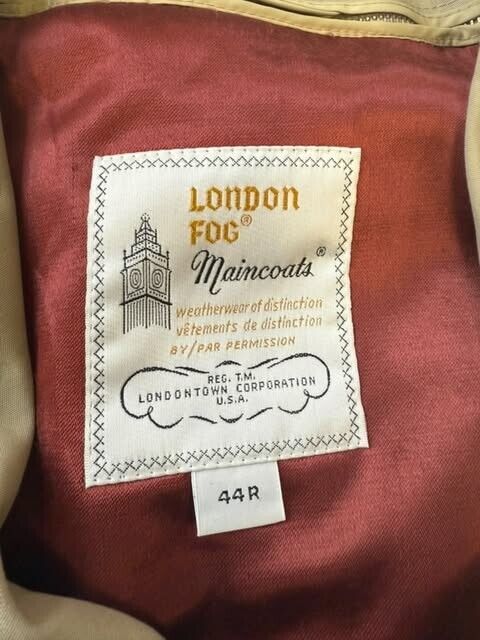 LONDON
FOG®
Maincoats®
weatherwear of distinction
vêtements de distinction
BY/PAR PERMISSION
REG. T.M.
LONDONTOWN CORPORATION
U.S.A.
44R